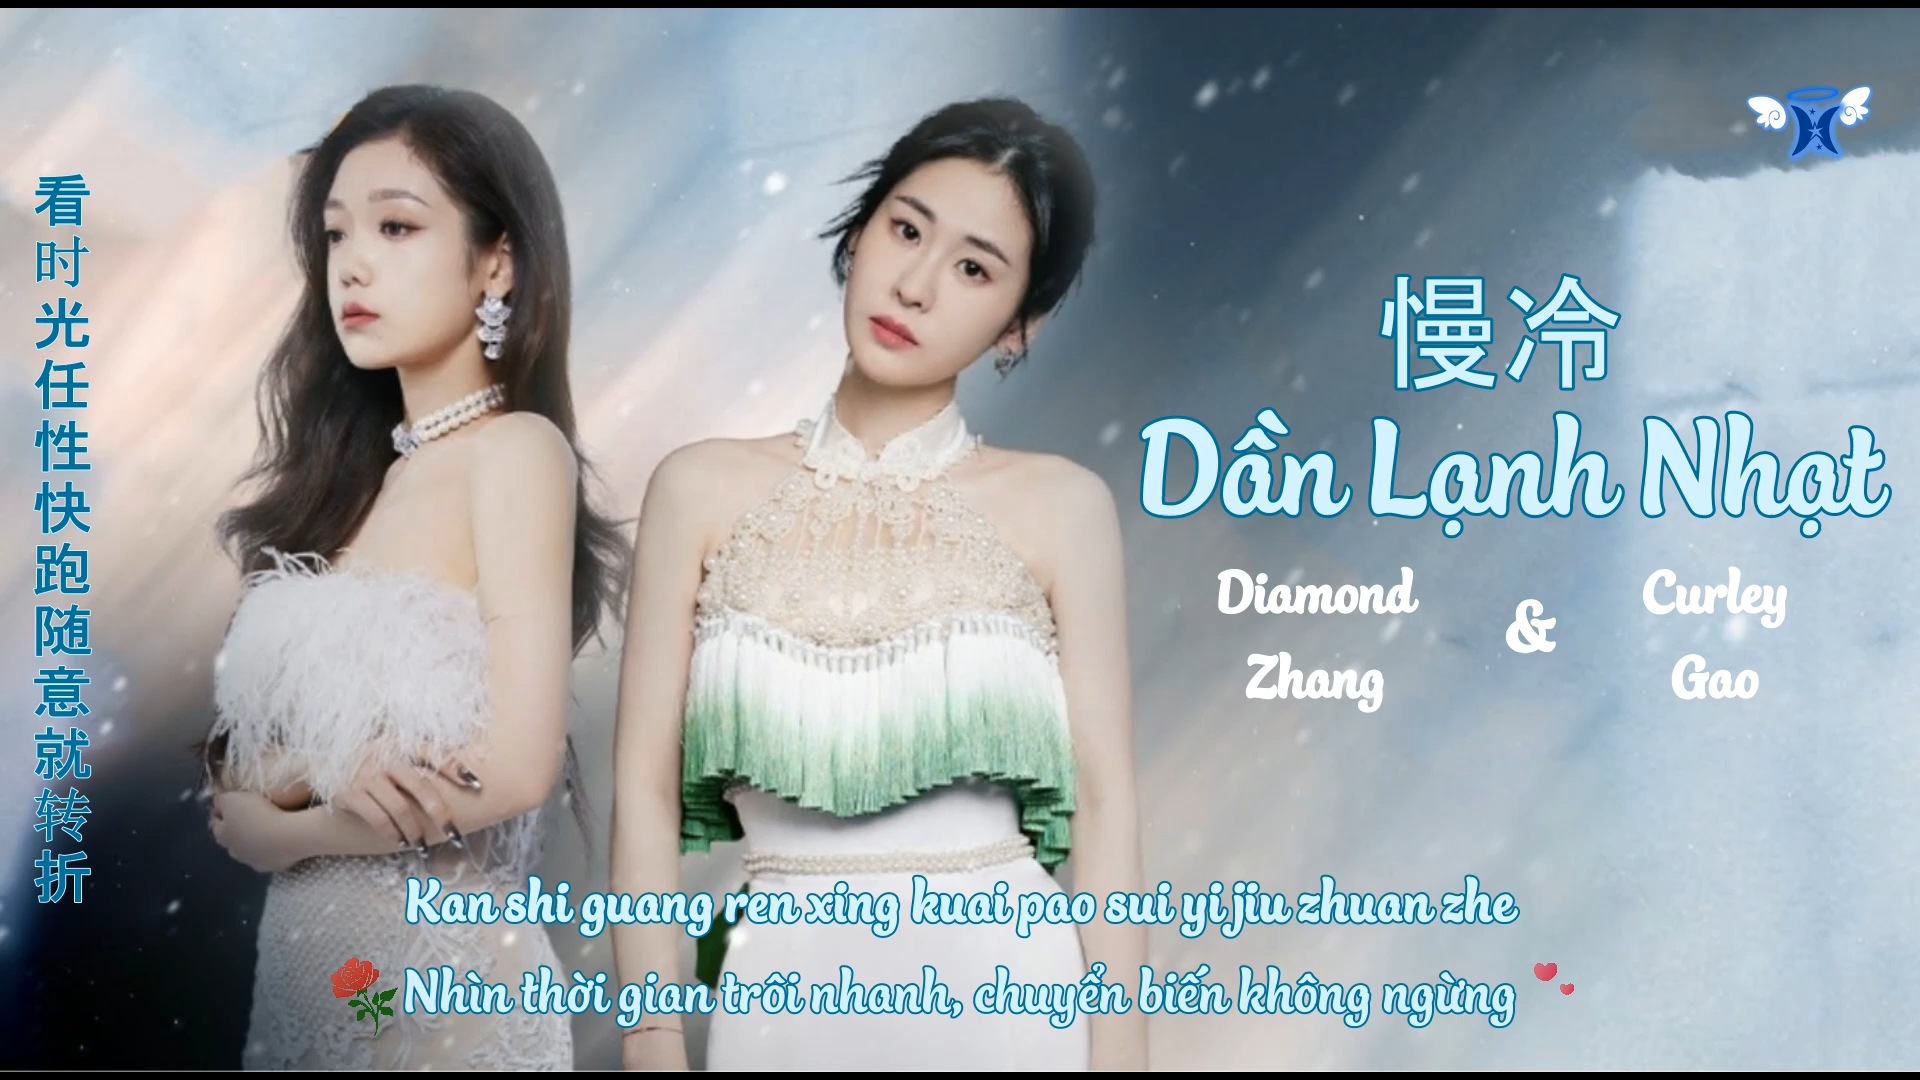 看时光任性快跑随意就转折
慢冷
Dần Lạnh Nhạt
Diamond Zhang
&
Curley Gao
Kan shi guang ren xing kuai pao sui yi jiu zhuan zhe
Nhìn thời gian trôi nhanh, chuyển biến không ngừng